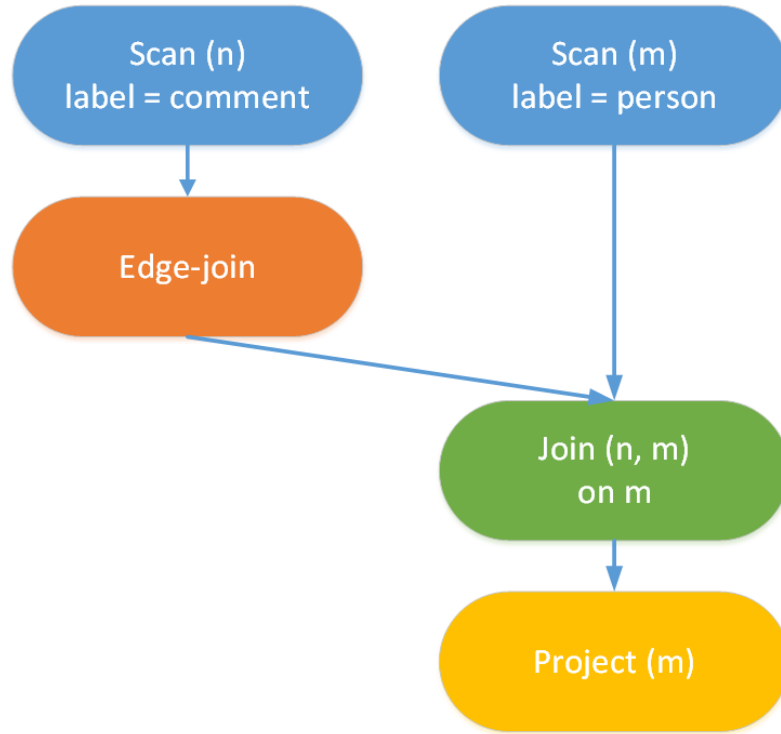 Scan (n)
label = comment
Scan (m)
label = person
Edge-join
Join (n, m)
on m
Project (m)